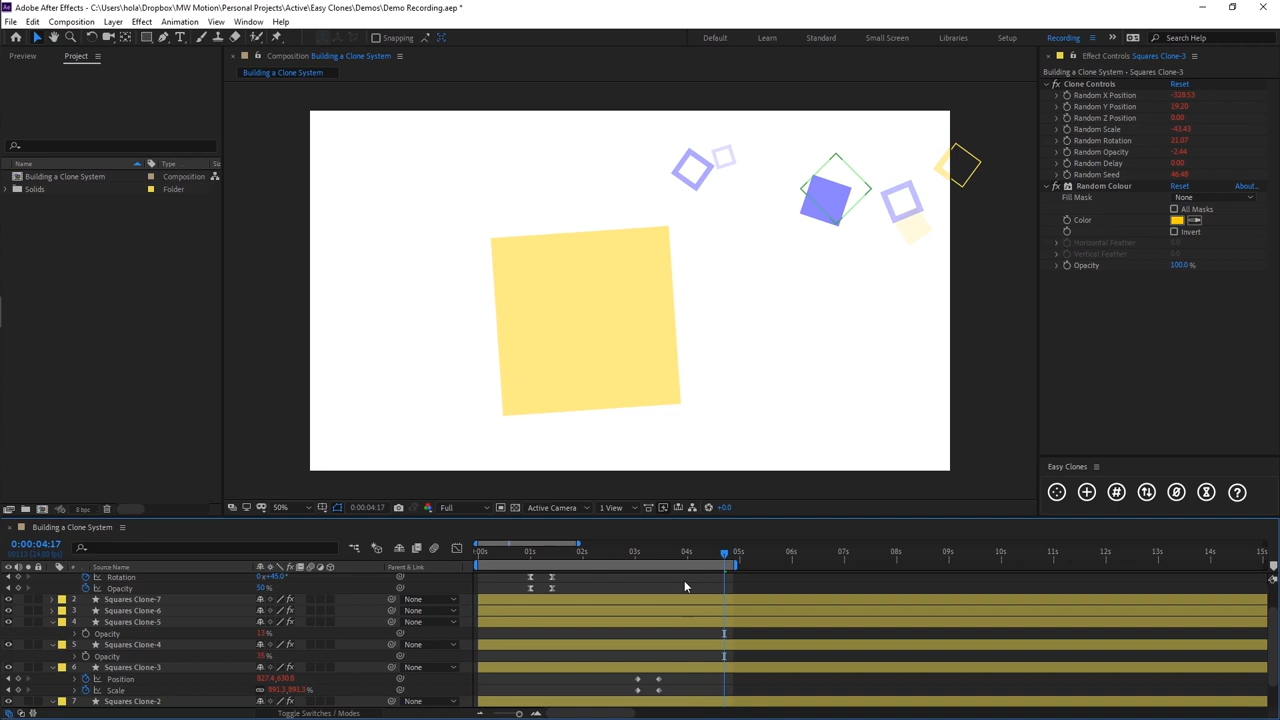 Adobe After Effects - C:\Users\hola\Dropbox\MW Motion\Personal Projects\Active\Easy Clones\Demos\Demo Recording.aep *
File Edit Composition Layer Effect Animation View Window Help
Snapping Default Learn Standard Small Screen Libraries Setup Recording Search Help
Preview Project Composition Building a Clone System Effect Controls Squares Clone-3
Building a Clone System Building a Clone System • Squares Clone-3
fx Clone Controls Reset
Random X Position -328.53
Random Y Position 19.20
Random Z Position 0.00
Random Scale -43.43
Random Rotation 21.07
Random Opacity -2.44
Random Delay 0.00
Random Seed 46.48
fx Random Colour Reset About...
Fill Mask None
All Masks
Color
Invert
Horizontal Feather 0.0
Vertical Feather 0.0
Opacity 100.0 %
Name Type Size
Building a Clone System Composition
Solids Folder
Easy Clones
8 bpc 50% 0:00:04:17 Full Active Camera 1 View +0.0
Building a Clone System
0:00:04:17
00113 (24.00 fps)
:00s 01s 02s 03s 04s 05s 06s 07s 08s 09s 10s 11s 12s 13s 14s 15s
# Source Name Parent & Link
Rotation 0x+45.0°
Opacity 50 %
2 Squares Clone-7 None
3 Squares Clone-6 None
4 Squares Clone-5 None
Opacity 13 %
5 Squares Clone-4 None
Opacity 35 %
6 Squares Clone-3 None
Position 827.4,630.8
Scale 891.3,891.3 %
7 Squares Clone-2 None
Toggle Switches / Modes